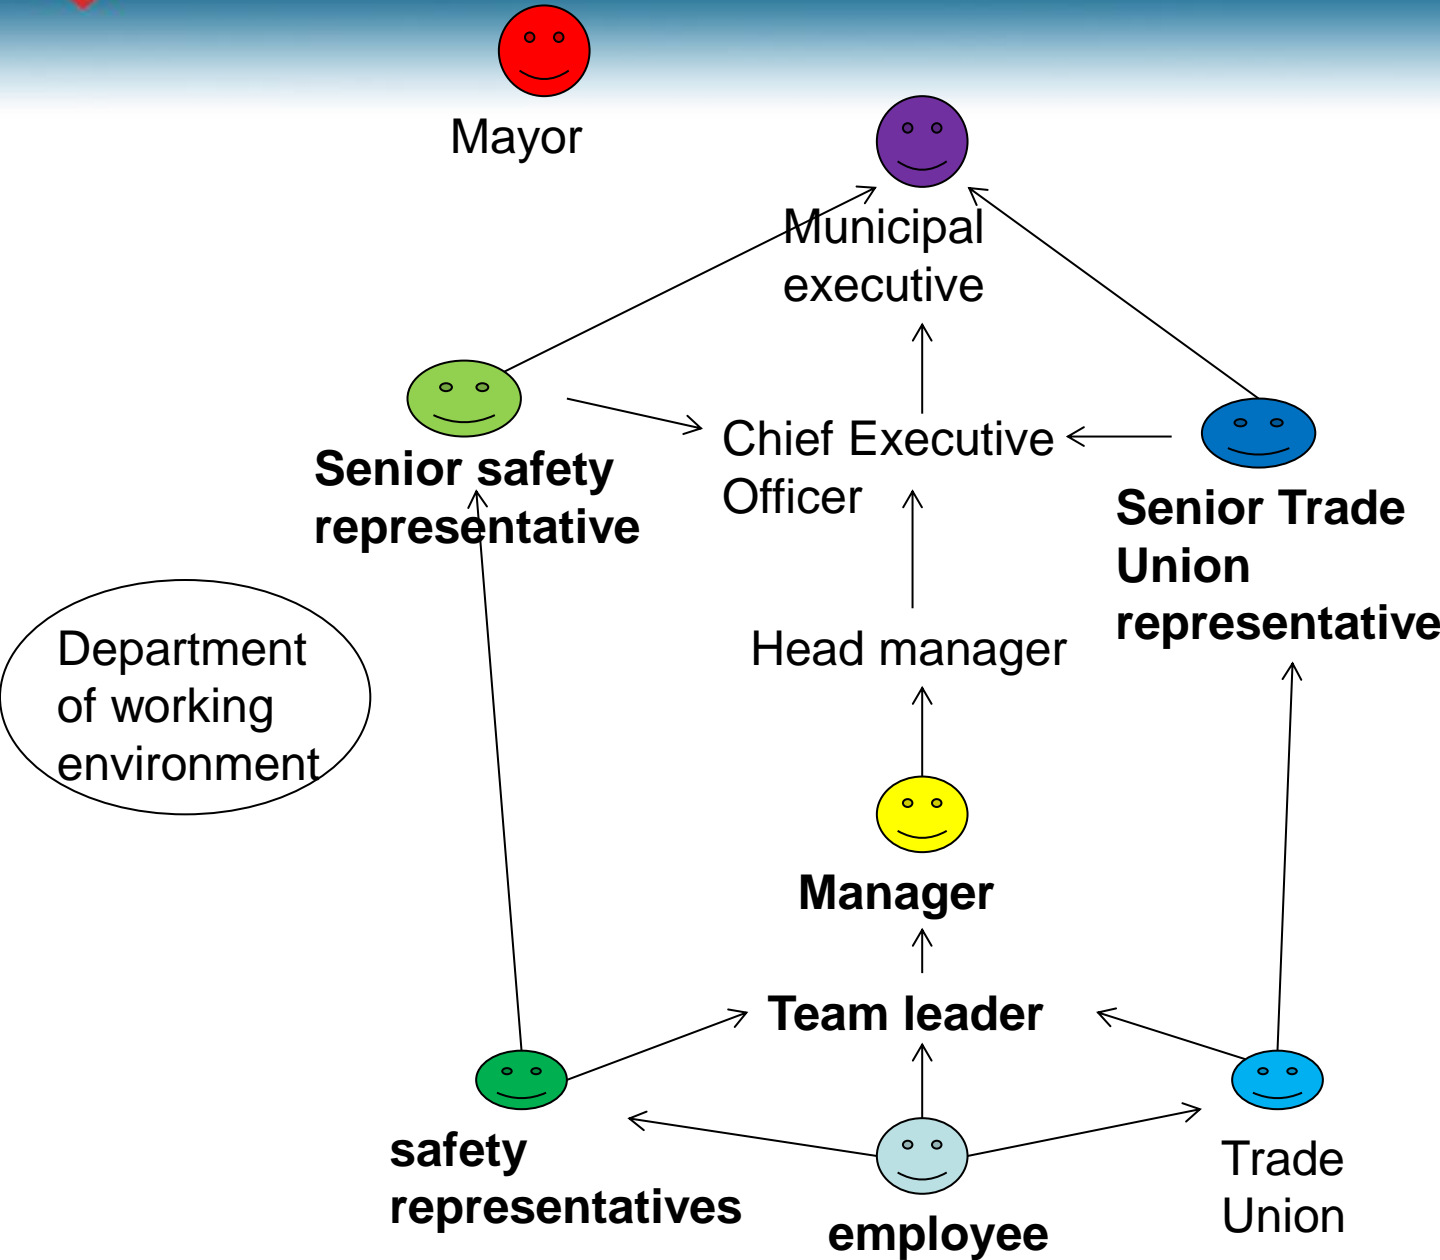 Mayor
Municipal
executive
Chief Executive
Officer
Senior safety
representative
Senior Trade
Union
representative
Department
of working
environment
Head manager
Manager
Team leader
safety
representatives
employee
Trade
Union